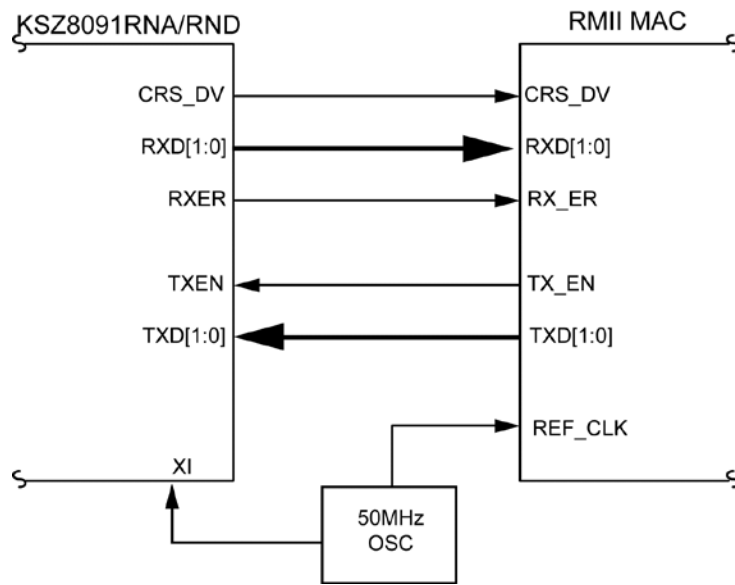 KSZ8091RNA/RND
RMII MAC
CRS_DV
CRS_DV
RXD[1:0]
RXD[1:0]
RXER
RX_ER
TXEN
TX_EN
TXD[1:0]
TXD[1:0]
REF_CLK
XI
50MHz
OSC